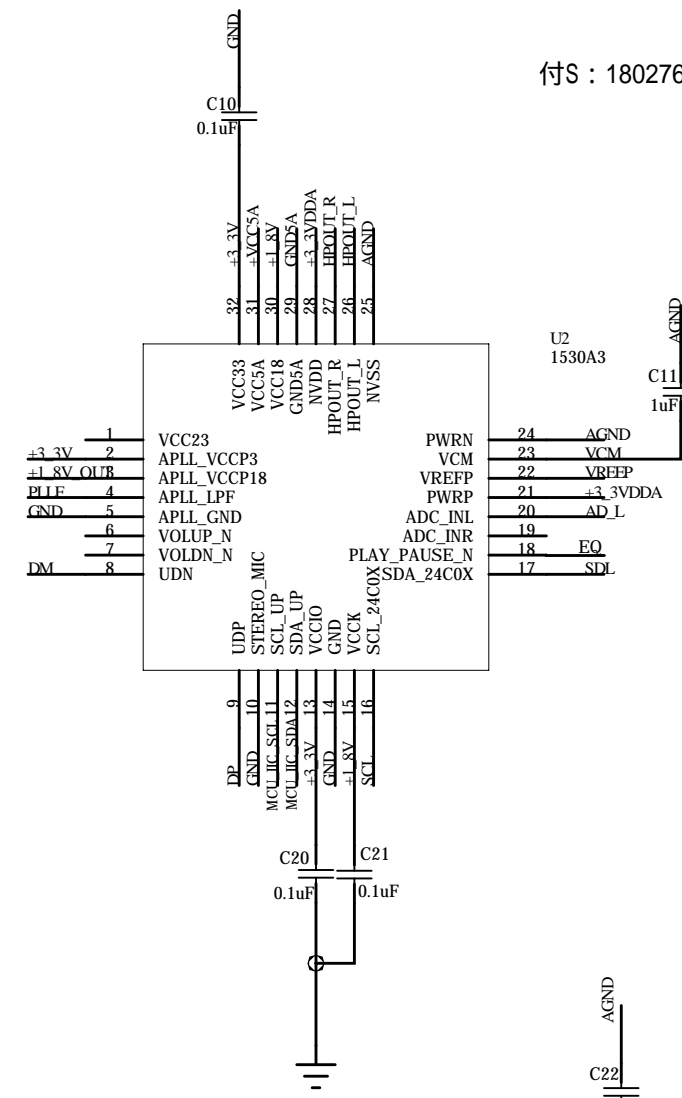 GND
付S：180276
C10
0.1uF
+3_3V
+VCC5A
+1_8V
GND5A
+3_3VDDA
HPOUT_R
HPOUT_L
AGND
32
31
30
29
28
27
26
25
VCC33
VCC5A
VCC18
GND5A
NVDD
HPOUT_R
HPOUT_L
NVSS
U2
1530A3
AGND
C11
1uF
1 VCC23
+3_3V 2 APLL_VCCP3
+1_8V_OUT 3 APLL_VCCP18
4 APLL_LPF
GND 5 APLL_GND
6 VOLUP_N
7 VOLDN_N
DM 8 UDN
PWRN 24 AGND
VCM 23 VCM
VREFP 22
PWRP 21 +3_3VDDA
ADC_INL 20 AD_L
ADC_INR 19
PLAY_PAUSE_N 18 EQ
SDA_24C0X 17 SDL
UDP
STEREO_MIC
SCL_UP
SDA_UP
VCCIO
GND
VCCK
SCL_24C0X
9
10
11
12
13
14
15
16
DP
GND
MCU_IIC_SCL
MCU_IIC_SDA
+3_3V
GND
+1_8V
SCL
C20
0.1uF
C21
0.1uF
AGND
C22